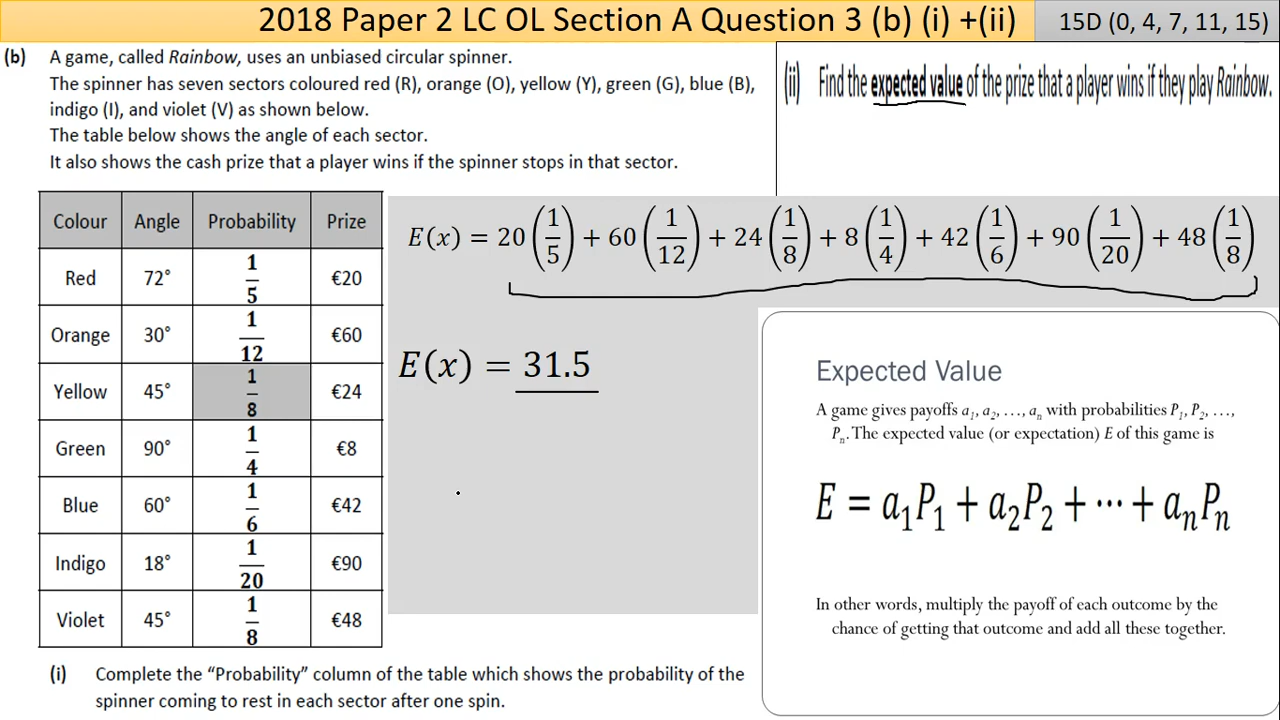 2018 Paper 2 LC OL Section A Question 3 (b) (i) +(ii)
15D (0, 4, 7, 11, 15)
(b) A game, called Rainbow, uses an unbiased circular spinner.
The spinner has seven sectors coloured red (R), orange (O), yellow (Y), green (G), blue (B),
indigo (I), and violet (V) as shown below.
The table below shows the angle of each sector.
It also shows the cash prize that a player wins if the spinner stops in that sector.
(ii) Find the expected value of the prize that a player wins if they play Rainbow.
Colour Angle Probability Prize
Red 72° 1/5 €20
Orange 30° 1/12 €60
Yellow 45° 1/8 €24
Green 90° 1/4 €8
Blue 60° 1/6 €42
Indigo 18° 1/20 €90
Violet 45° 1/8 €48
E(x) = 20(1/5) + 60(1/12) + 24(1/8) + 8(1/4) + 42(1/6) + 90(1/20) + 48(1/8)
E(x) = 31.5
Expected Value
A game gives payoffs a₁, a₂, …, aₙ with probabilities P₁, P₂, …,
Pₙ. The expected value (or expectation) E of this game is
E = a₁P₁ + a₂P₂ + ⋯ + aₙPₙ
In other words, multiply the payoff of each outcome by the
chance of getting that outcome and add all these together.
(i) Complete the “Probability” column of the table which shows the probability of the
spinner coming to rest in each sector after one spin.